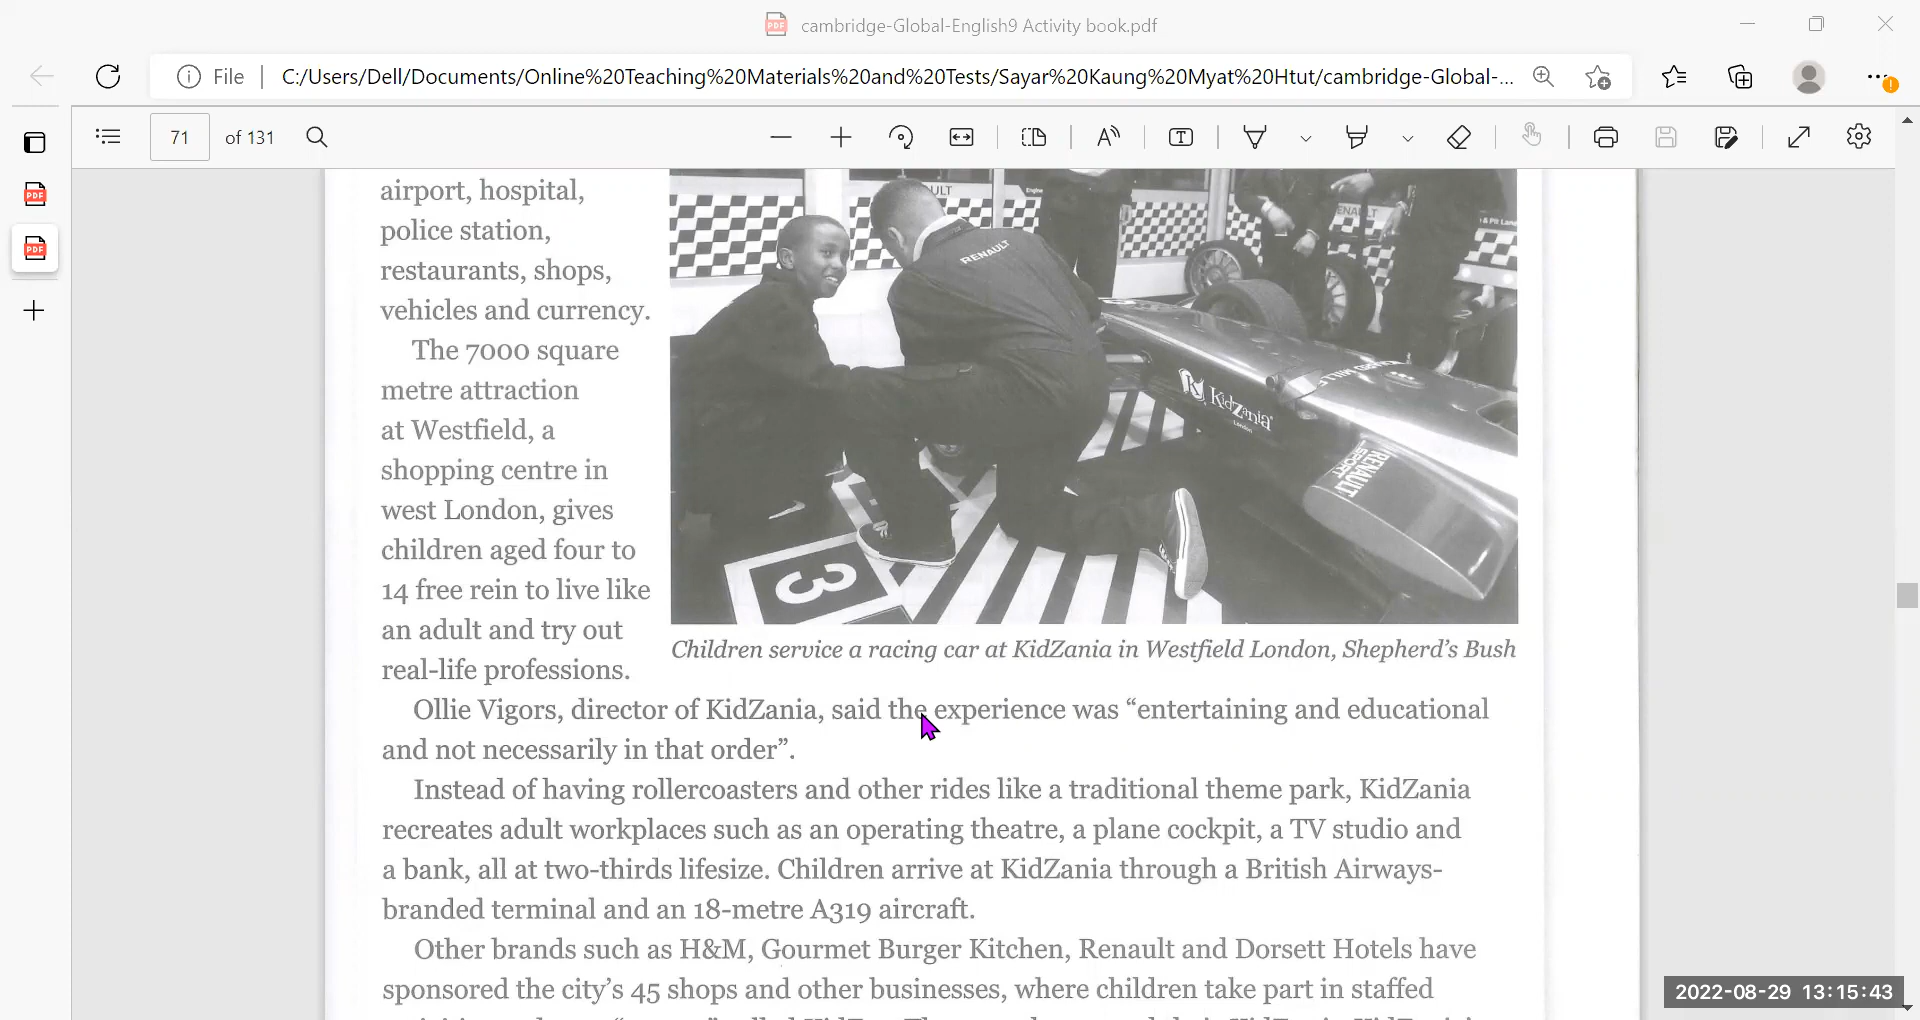 cambridge-Global-English9 Activity book.pdf
File
C:/Users/Dell/Documents/Online%20Teaching%20Materials%20and%20Tests/Sayar%20Kaung%20Myat%20Htut/cambridge-Global-...
71 of 131
airport, hospital,
police station,
restaurants, shops,
vehicles and currency.
The 7000 square
metre attraction
at Westfield, a
shopping centre in
west London, gives
children aged four to
14 free rein to live like
an adult and try out
real-life professions.
ULT
Engine
ENAULT
& Pit Lan
RENAULT
KidZania
London
RENAULT
SPORT
3
Children service a racing car at KidZania in Westfield London, Shepherd's Bush
Ollie Vigors, director of KidZania, said the experience was “entertaining and educational
and not necessarily in that order”.
Instead of having rollercoasters and other rides like a traditional theme park, KidZania
recreates adult workplaces such as an operating theatre, a plane cockpit, a TV studio and
a bank, all at two-thirds lifesize. Children arrive at KidZania through a British Airways-
branded terminal and an 18-metre A319 aircraft.
Other brands such as H&M, Gourmet Burger Kitchen, Renault and Dorsett Hotels have
sponsored the city's 45 shops and other businesses, where children take part in staffed
2022-08-29 13:15:43